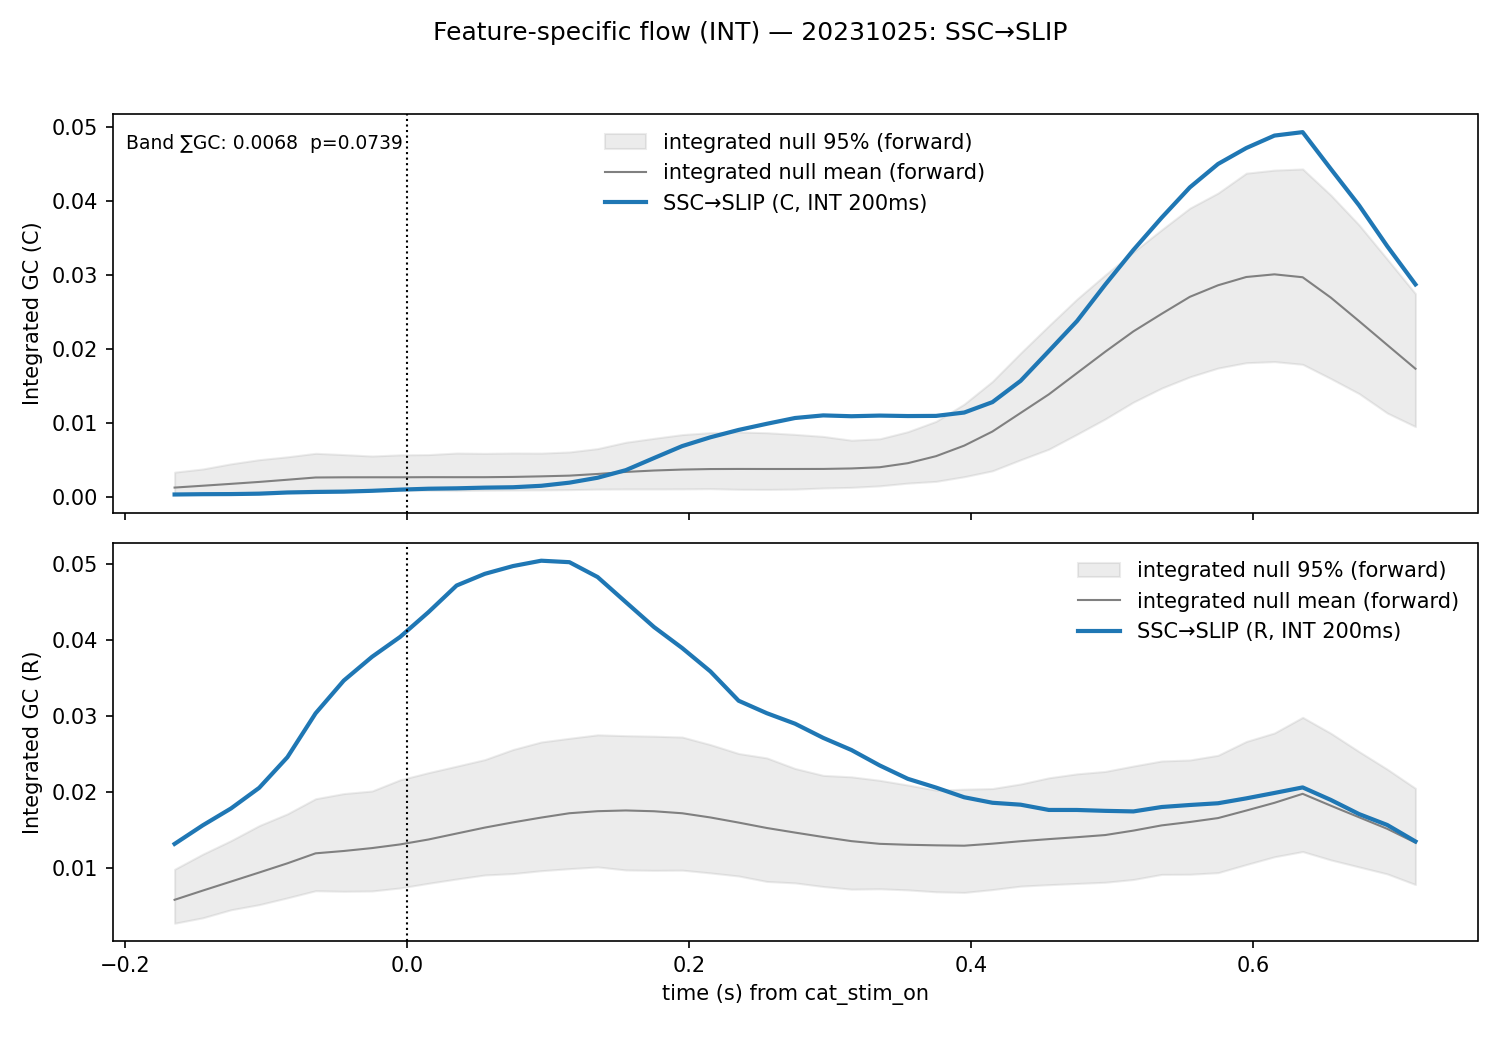 Feature-specific flow (INT) — 20231025: SSC→SLIP
Band ∑GC: 0.0068  p=0.0739
integrated null 95% (forward)
integrated null mean (forward)
SSC→SLIP (C, INT 200ms)
Integrated GC (C)
0.05
0.04
0.03
0.02
0.01
0.00
integrated null 95% (forward)
integrated null mean (forward)
SSC→SLIP (R, INT 200ms)
Integrated GC (R)
0.05
0.04
0.03
0.02
0.01
−0.2 0.0 0.2 0.4 0.6
time (s) from cat_stim_on